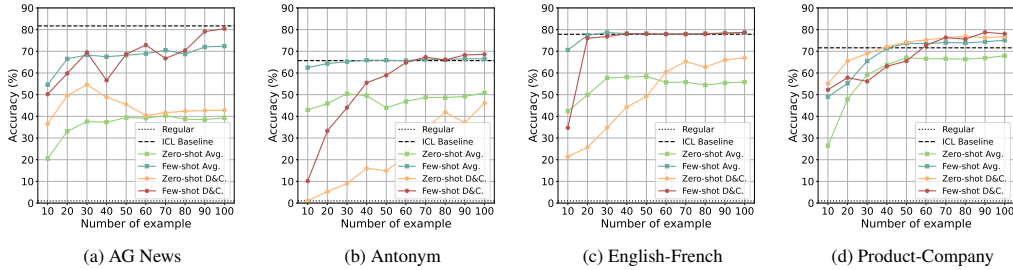 Accuracy (%)
90
80
70
60
50
40
30
20
10
0
10 20 30 40 50 60 70 80 90 100
Number of example
Regular
ICL Baseline
Zero-shot Avg.
Few-shot Avg.
Zero-shot D&C.
Few-shot D&C.
(a) AG News
Accuracy (%)
90
80
70
60
50
40
30
20
10
0
10 20 30 40 50 60 70 80 90 100
Number of example
Regular
ICL Baseline
Zero-shot Avg.
Few-shot Avg.
Zero-shot D&C.
Few-shot D&C.
(b) Antonym
Accuracy (%)
90
80
70
60
50
40
30
20
10
0
10 20 30 40 50 60 70 80 90 100
Number of example
Regular
ICL Baseline
Zero-shot Avg.
Few-shot Avg.
Zero-shot D&C.
Few-shot D&C.
(c) English-French
Accuracy (%)
90
80
70
60
50
40
30
20
10
0
10 20 30 40 50 60 70 80 90 100
Number of example
Regular
ICL Baseline
Zero-shot Avg.
Few-shot Avg.
Zero-shot D&C.
Few-shot D&C.
(d) Product-Company